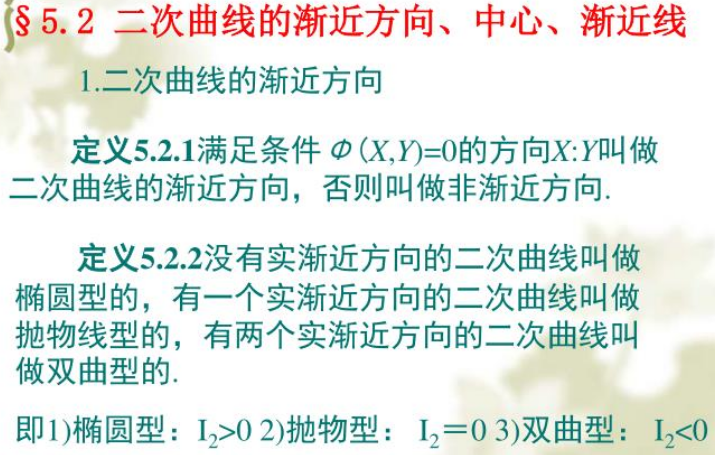 §5.2 二次曲线的渐近方向、中心、渐近线
1.二次曲线的渐近方向
定义5.2.1满足条件Φ(X,Y)=0的方向X:Y叫做
二次曲线的渐近方向，否则叫做非渐近方向.
定义5.2.2没有实渐近方向的二次曲线叫做
椭圆型的，有一个实渐近方向的二次曲线叫做
抛物线型的，有两个实渐近方向的二次曲线叫
做双曲型的.
即1)椭圆型：I₂>0 2)抛物型： I₂＝0 3)双曲型： I₂<0